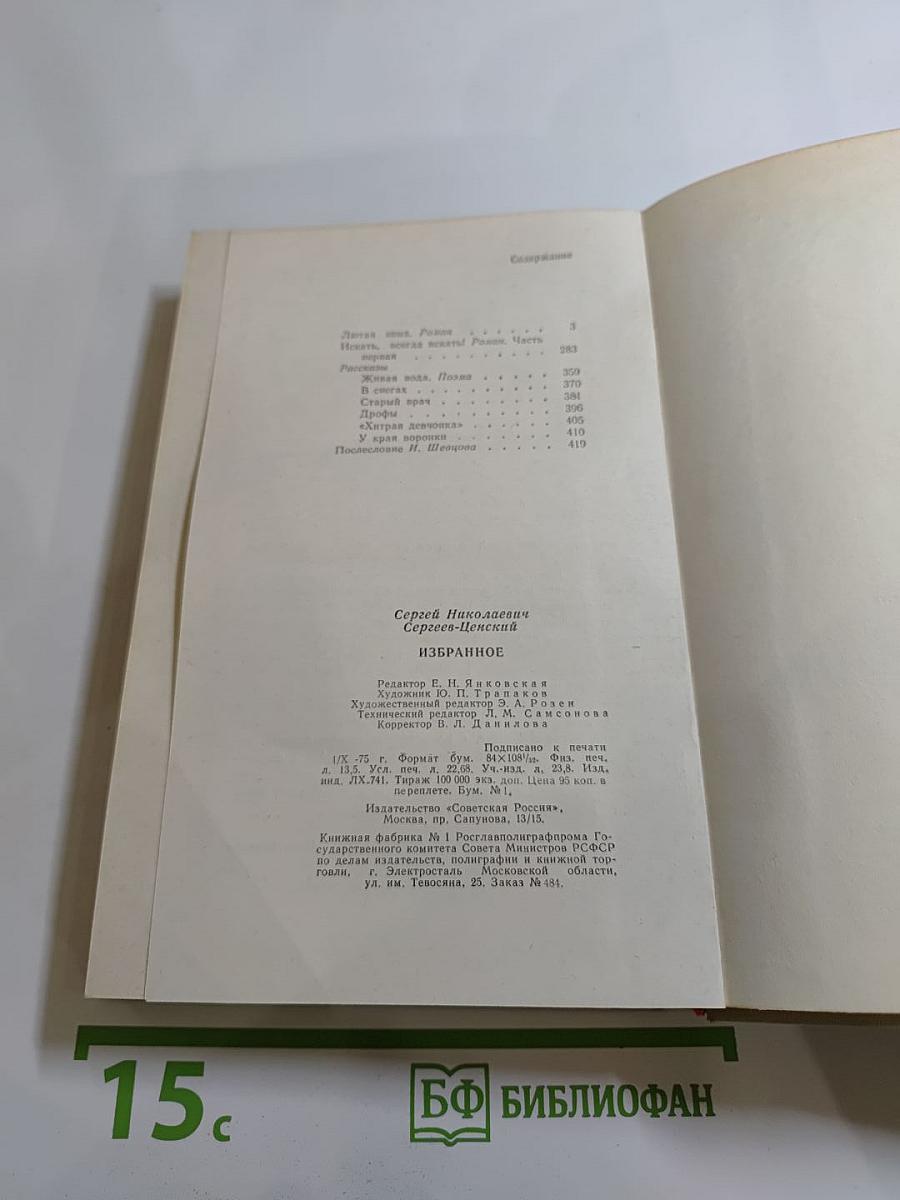 Содержание
Лютая зима. Роман . . . . . . 3
Искать, всегда искать! Роман. Часть
первая . . . . . . . . . . 283
Рассказы
Живая вода. Поэма . . . . . 359
В снегах . . . . . . . . . . 370
Старый врач . . . . . . . . 381
Дрофы . . . . . . . . . . 396
«Хитрая девчонка» . . . . . . 405
У края воронки . . . . . . . 410
Послесловие И. Шевцова . . . . . 419
Сергей Николаевич
Сергеев-Ценский
ИЗБРАННОЕ
Редактор Е. Н. Янковская
Художник Ю. П. Трапаков
Художественный редактор Э. А. Розен
Технический редактор Л. М. Самсонова
Корректор В. Л. Данилова
Подписано к печати
1/X -75 г. Формат бум. 84×108¹/₃₂. Физ. печ.
л. 13,5. Усл. печ. л. 22,68. Уч.-изд. л. 23,8. Изд.
инд. ЛХ-741. Тираж 100 000 экз. доп. Цена 95 коп. в
переплете. Бум. № 1.
Издательство «Советская Россия».
Москва, пр. Сапунова, 13/15.
Книжная фабрика № 1 Росглавполиграфпрома Го-
сударственного комитета Совета Министров РСФСР
по делам издательств, полиграфии и книжной тор-
говли, г. Электросталь Московской области,
ул. им. Тевосяна, 25. Заказ № 484.
15 с
БФ БИБЛИОФАН